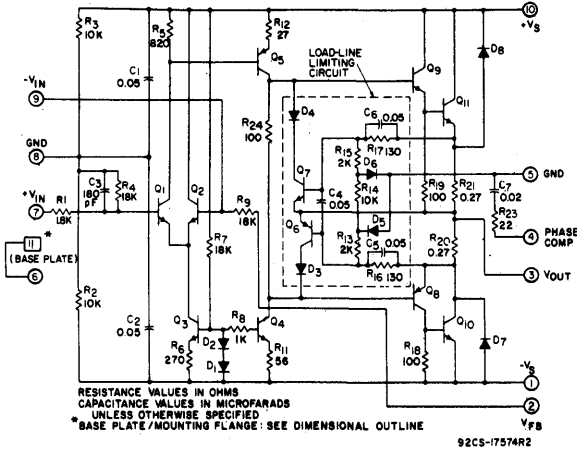 R3
10K
R5
820
R12
27
LOAD-LINE
LIMITING
CIRCUIT
10
+VS
Q5
D8
C1
0.05
-VIN
9
Q9
Q11
D4
C6
0.05
R24
100
R17 130
R15
2K
D6
GND
8
5
GND
C3
180
pF
R4
18K
Q1
Q2
Q7
C4
0.05
R14
10K
R19
100
R21
0.27
C7
0.02
+VIN
7
R1
18K
R9
18K
D5
R23
22
4
PHASE
COMP
11
*
(BASE PLATE)
6
R7
18K
Q6
R13
2K
C5
0.05
R20
0.27
3
VOUT
R16 130
D3
R2
10K
Q8
C2
0.05
Q3
R8
1K
Q4
Q10
D7
R6
270
D2
D1
R11
56
R18
100
-VS
1
2
VFB
RESISTANCE VALUES IN OHMS
CAPACITANCE VALUES IN MICROFARADS
UNLESS OTHERWISE SPECIFIED
*BASE PLATE/MOUNTING FLANGE: SEE DIMENSIONAL OUTLINE
92CS-17574R2